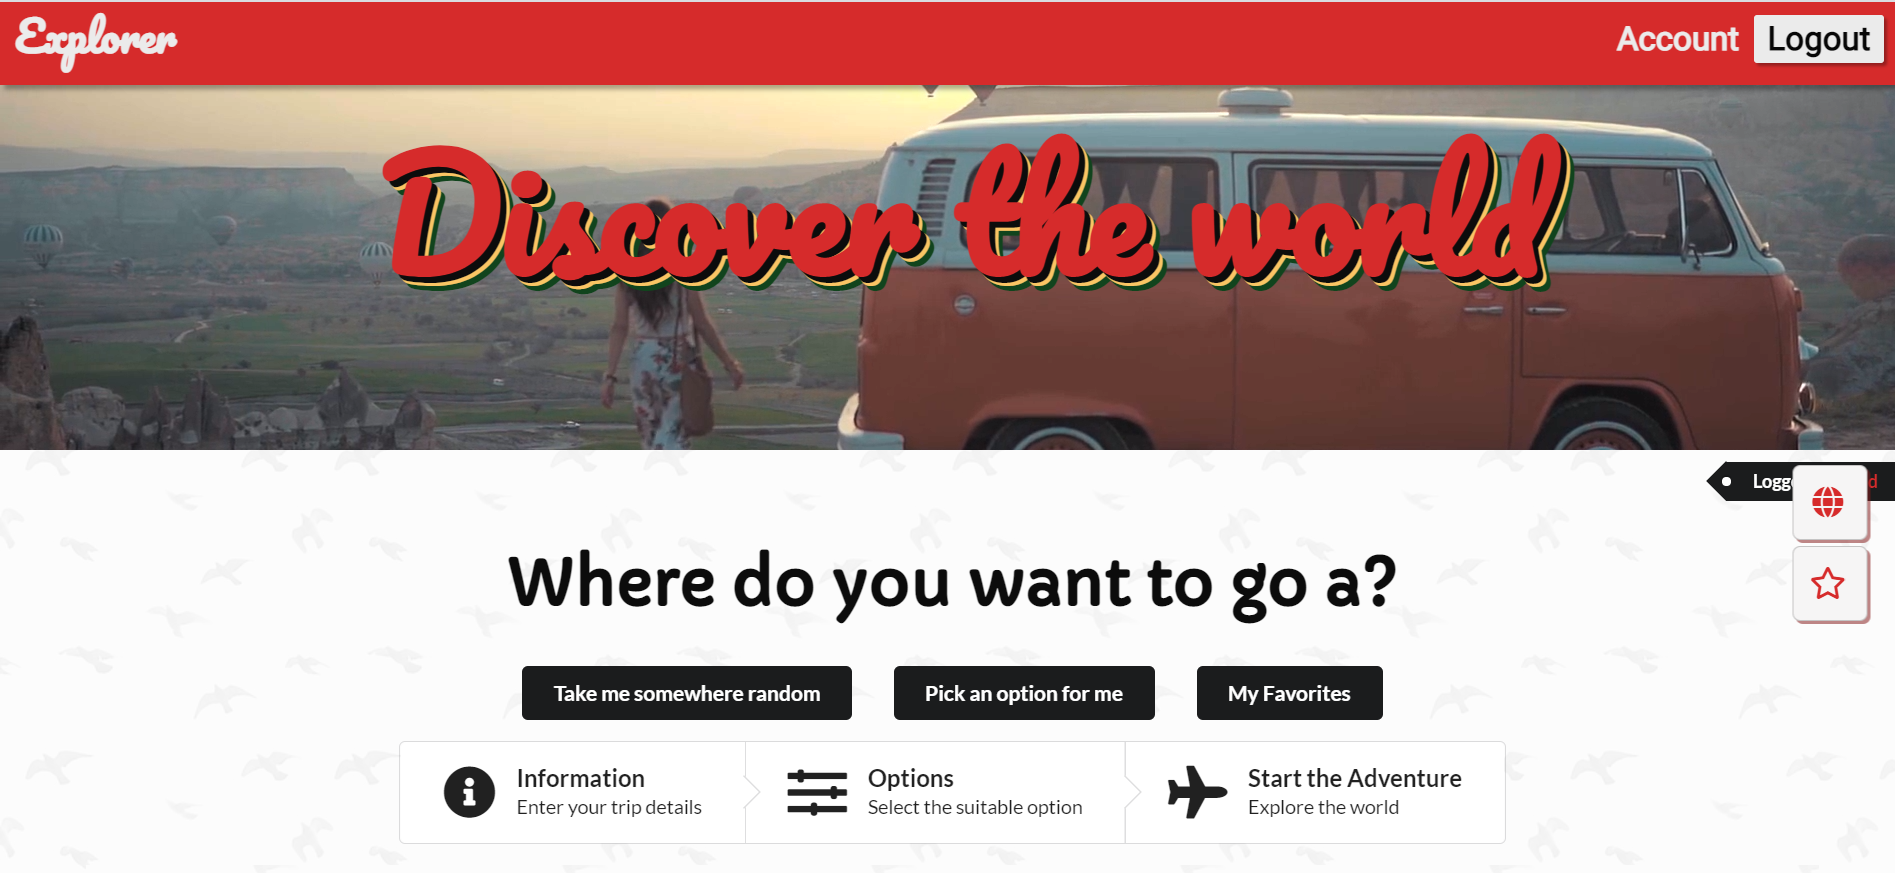 Explorer
Account
Logout
Discover the world
Where do you want to go a?
Take me somewhere random
Pick an option for me
My Favorites
Information
Enter your trip details
Options
Select the suitable option
Start the Adventure
Explore the world